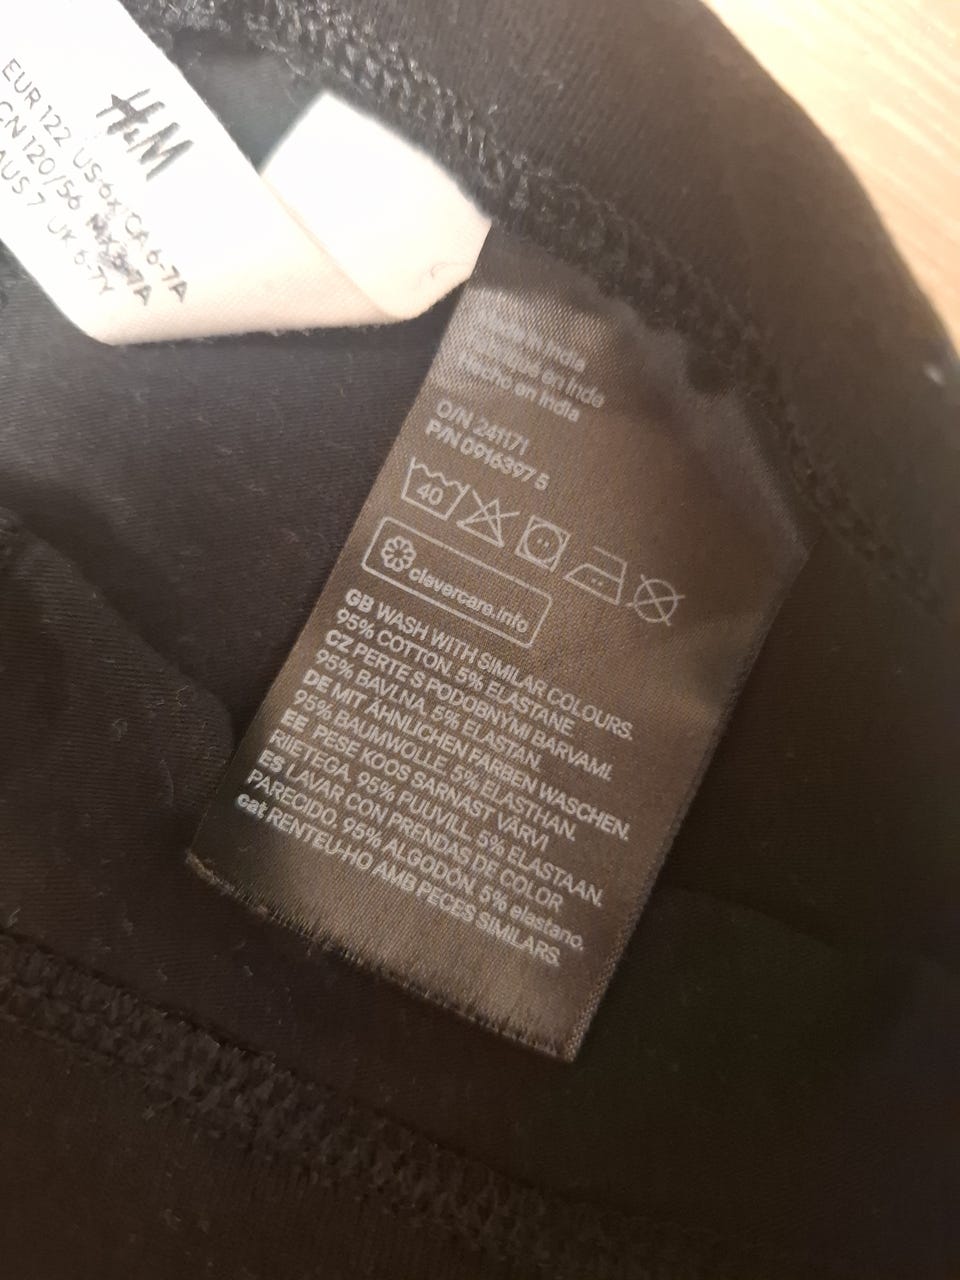 H&M
EUR 122 US 6X CA 6-7A
CN 120/56
AUS 7 UK 6-7Y
India
en Inde
Hecho en India
O/N 241171
P/N 0916397 5
40
clevercare.info
GB WASH WITH SIMILAR COLOURS.
95% COTTON. 5% ELASTANE
CZ PERTE S PODOBNÝMI BARVAMI.
95% BAVLNA, 5% ELASTAN.
DE MIT ÄHNLICHEN FARBEN WASCHEN.
95% BAUMWOLLE, 5% ELASTHAN.
EE PESE KOOS SARNAST VÄRVI
RIIETEGA. 95% PUUVILL, 5% ELASTAAN.
ES LAVAR CON PRENDAS DE COLOR
PARECIDO. 95% ALGODÓN. 5% elastano.
cat RENTEU-HO AMB PECES SIMILARS.